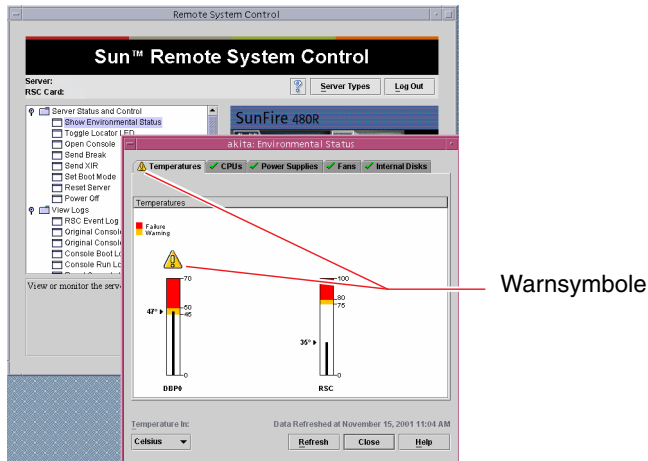 Remote System Control
Sun™ Remote System Control
Server:
RSC Card:
Server Types
Log Out
Server Status and Control
Show Environmental Status
Toggle Locator LED
Open Console
Send Break
Send XIR
Set Boot Mode
Reset Server
Power Off
View Logs
RSC Event Log
Original Consol
Original Consol
Console Boot Lo
Console Run Lo
View or monitor the serve
SunFire 480R
akita: Environmental Status
Temperatures
CPUs
Power Supplies
Fans
Internal Disks
Temperatures
Failure
Warning
70
50
46
47°
0
DBP0
100
80
75
35°
0
RSC
Warnsymbole
Temperature In:
Data Refreshed at November 15, 2001 11:04 AM
Celsius
Refresh
Close
Help